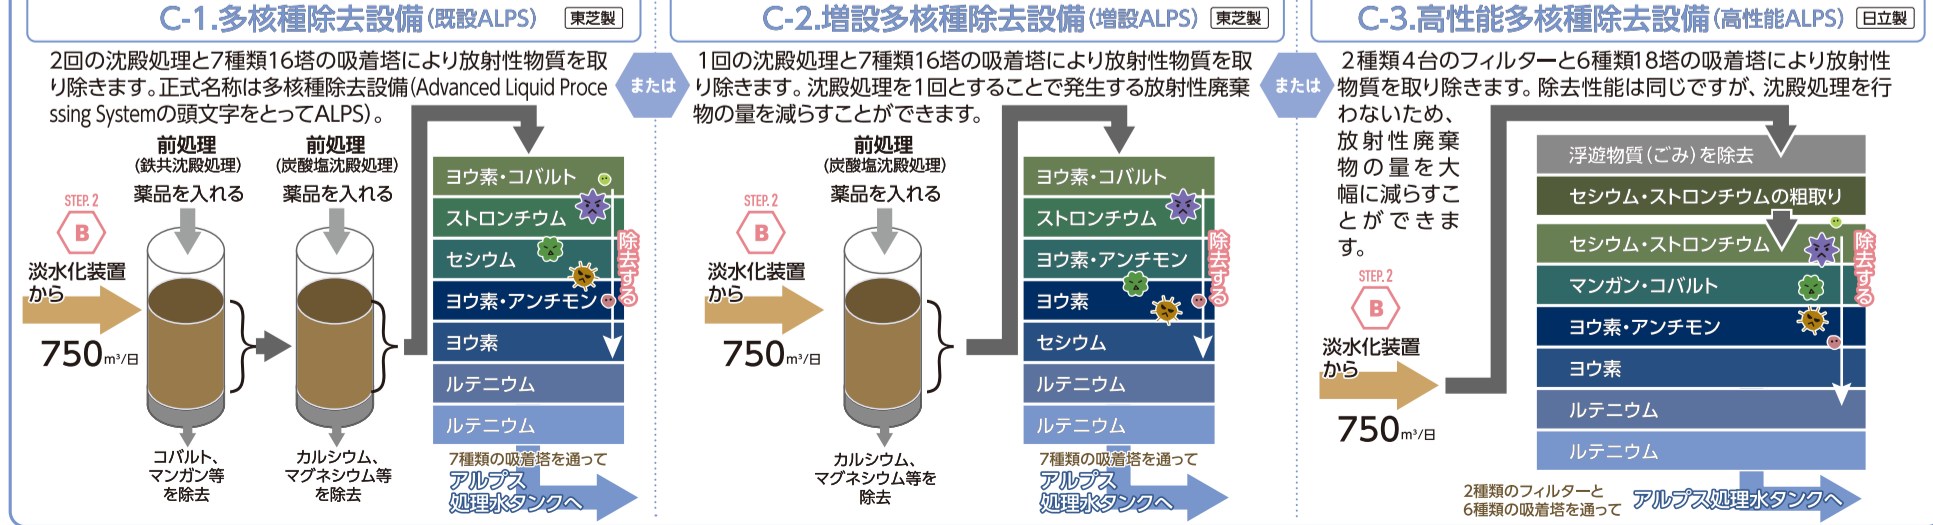 C-1.多核種除去設備(既設ALPS) 東芝製
2回の沈殿処理と7種類16塔の吸着塔により放射性物質を取
り除きます。正式名称は多核種除去設備(Advanced Liquid Proce
ssing Systemの頭文字をとってALPS)。
前処理
(鉄共沈殿処理)
薬品を入れる
前処理
(炭酸塩沈殿処理)
薬品を入れる
STEP.2
B
淡水化装置
から
750m³/日
コバルト、
マンガン等
を除去
カルシウム、
マグネシウム等
を除去
ヨウ素・コバルト
ストロンチウム
セシウム
ヨウ素・アンチモン
ヨウ素
ルテニウム
ルテニウム
除去する
7種類の吸着塔を通って
アルプス
処理水タンクへ
または
C-2.増設多核種除去設備(増設ALPS) 東芝製
1回の沈殿処理と7種類16塔の吸着塔により放射性物質を取
り除きます。沈殿処理を1回とすることで発生する放射性廃棄
物の量を減らすことができます。
前処理
(炭酸塩沈殿処理)
薬品を入れる
STEP.2
B
淡水化装置
から
750m³/日
カルシウム、
マグネシウム等を
除去
ヨウ素・コバルト
ストロンチウム
ヨウ素・アンチモン
ヨウ素
セシウム
ルテニウム
ルテニウム
除去する
7種類の吸着塔を通って
アルプス
処理水タンクへ
または
C-3.高性能多核種除去設備(高性能ALPS) 日立製
2種類4台のフィルターと6種類18塔の吸着塔により放射性
物質を取り除きます。除去性能は同じですが、沈殿処理を行
わないため、
放射性廃棄
物の量を大
幅に減らすこ
とができま
す。
STEP.2
B
淡水化装置
から
750m³/日
浮遊物質(ごみ)を除去
セシウム・ストロンチウムの粗取り
セシウム・ストロンチウム
マンガン・コバルト
ヨウ素・アンチモン
ヨウ素
ルテニウム
ルテニウム
除去する
2種類のフィルターと
6種類の吸着塔を通って
アルプス処理水タンクへ